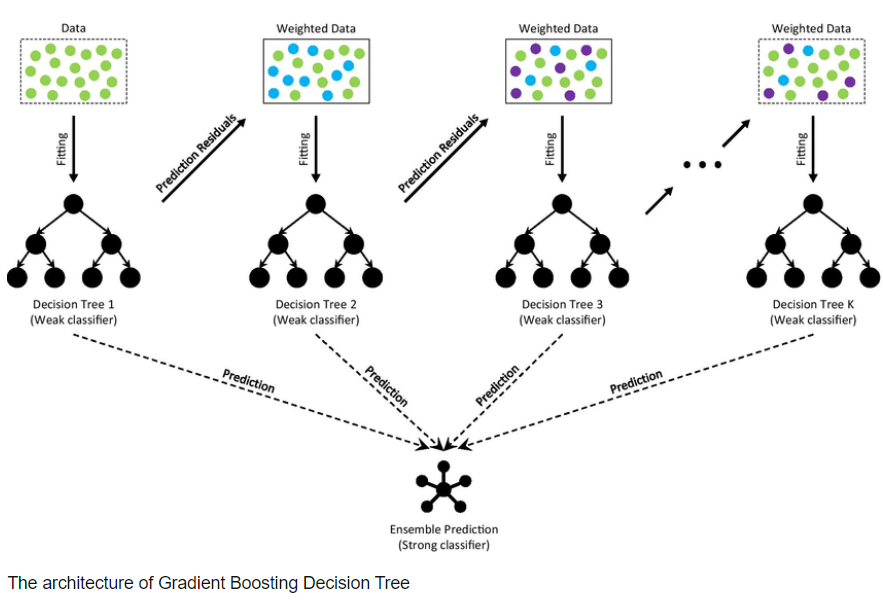 Data
Weighted Data
Weighted Data
Weighted Data
Fitting
Prediction Residuals
Fitting
Prediction Residuals
Fitting
Fitting
Decision Tree 1
(Weak classifier)
Decision Tree 2
(Weak classifier)
Decision Tree 3
(Weak classifier)
Decision Tree K
(Weak classifier)
Prediction
Prediction
Prediction
Prediction
Ensemble Prediction
(Strong classifier)
The architecture of Gradient Boosting Decision Tree